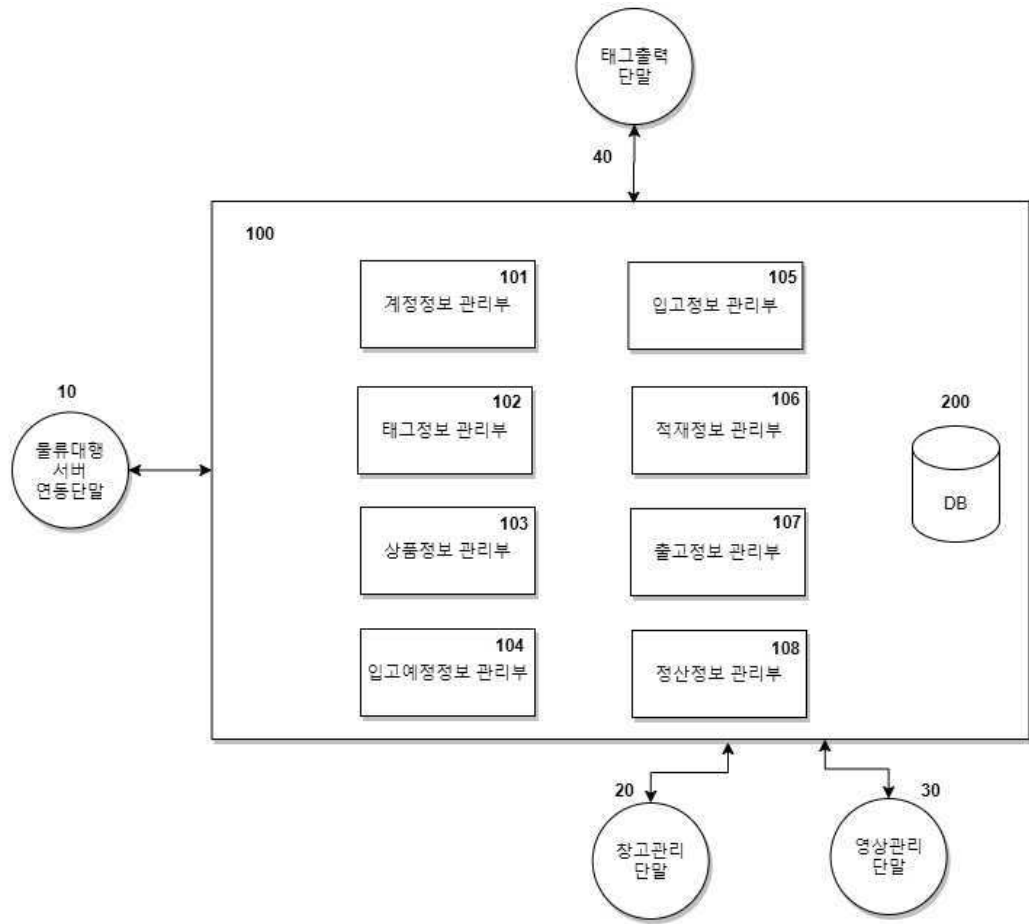 태그출력
단말
40
100
101
계정정보 관리부
105
입고정보 관리부
10
물류대행
서버
연동단말
102
태그정보 관리부
106
적재정보 관리부
200
DB
103
상품정보 관리부
107
출고정보 관리부
104
입고예정정보 관리부
108
정산정보 관리부
20
창고관리
단말
30
영상관리
단말